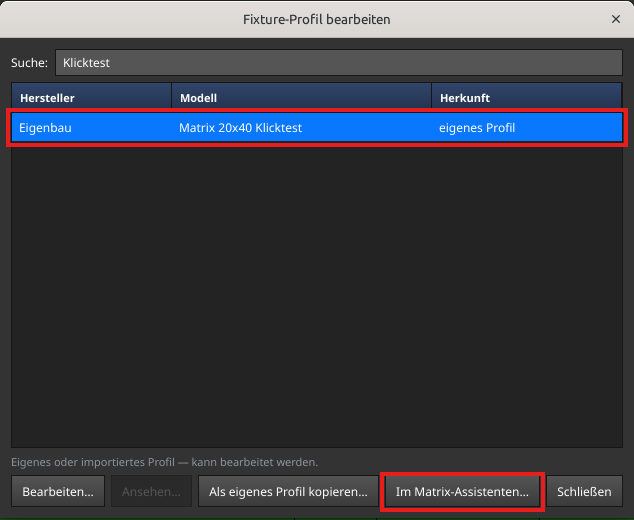 Fixture-Profil bearbeiten ×
Suche: Klicktest
Hersteller Modell Herkunft
Eigenbau Matrix 20x40 Klicktest eigenes Profil
Eigenes oder importiertes Profil — kann bearbeitet werden.
Bearbeiten... Ansehen... Als eigenes Profil kopieren... Im Matrix-Assistenten... Schließen